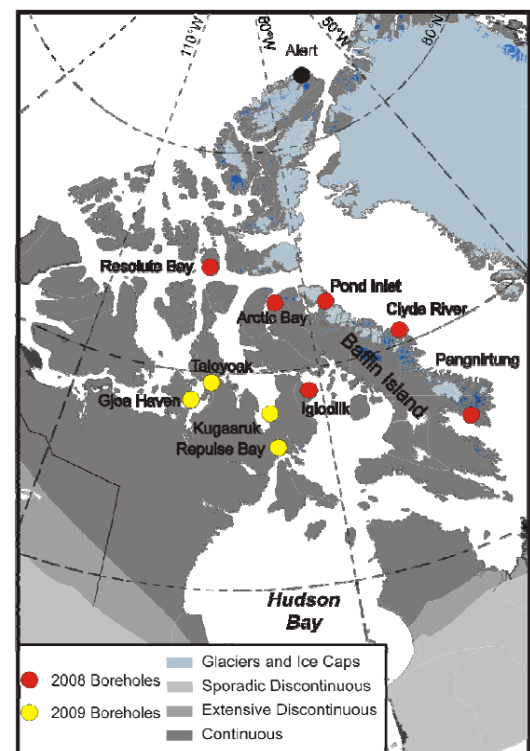 110°W
60°W
50°W
80°N
Alert
Resolute Bay
Pond Inlet
Arctic Bay
Clyde River
Baffin Island
Pangnirtung
Taloyoak
Gjoa Haven
Igloolik
Kugaaruk
Repulse Bay
Hudson
Bay
2008 Boreholes
2009 Boreholes
Glaciers and Ice Caps
Sporadic Discontinuous
Extensive Discontinuous
Continuous